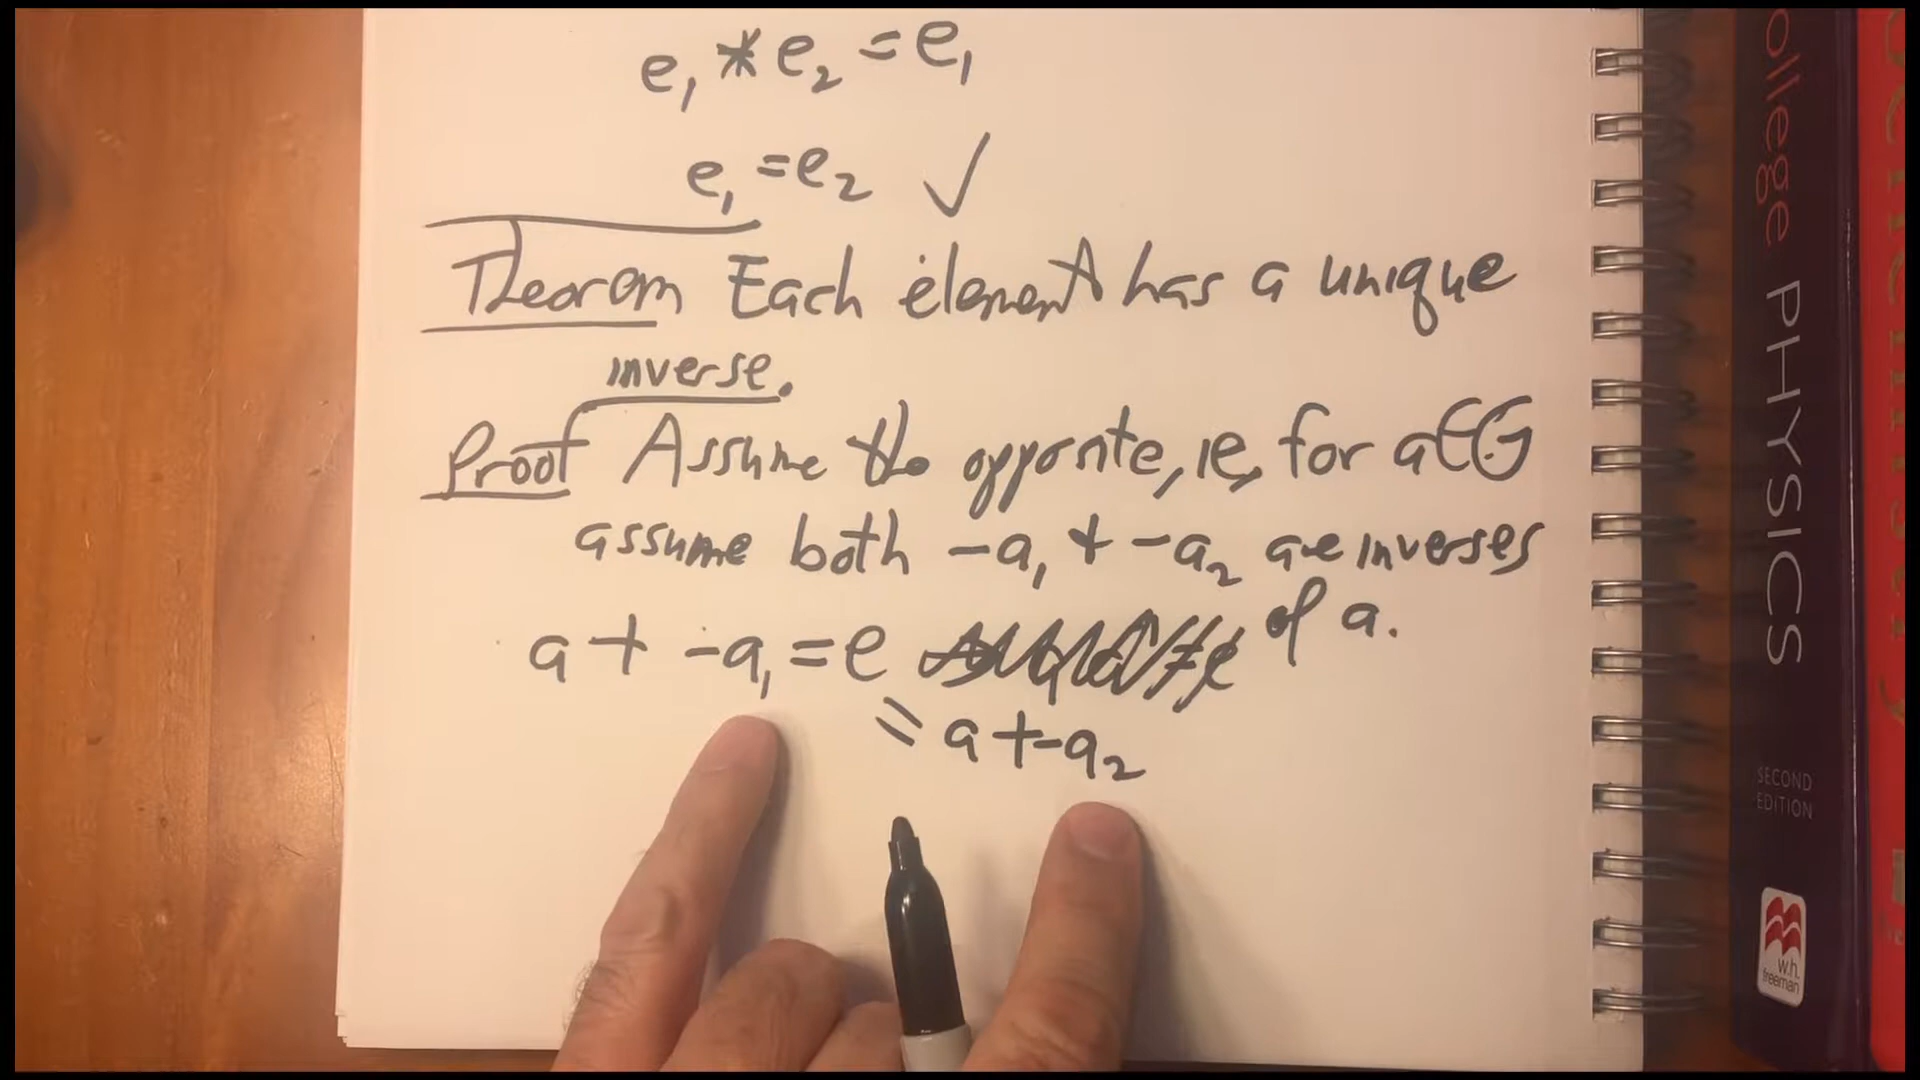 e₁ * e₂ = e₁
e₁ = e₂ ✓
Theorem Each element has a unique
inverse.
Proof Assume the opposite, ie, for a∈G
assume both -a₁ + -a₂ are inverses
of a.
a + -a₁ = e
= a + -a₂
College PHYSICS
SECOND
EDITION
w.h.
freeman